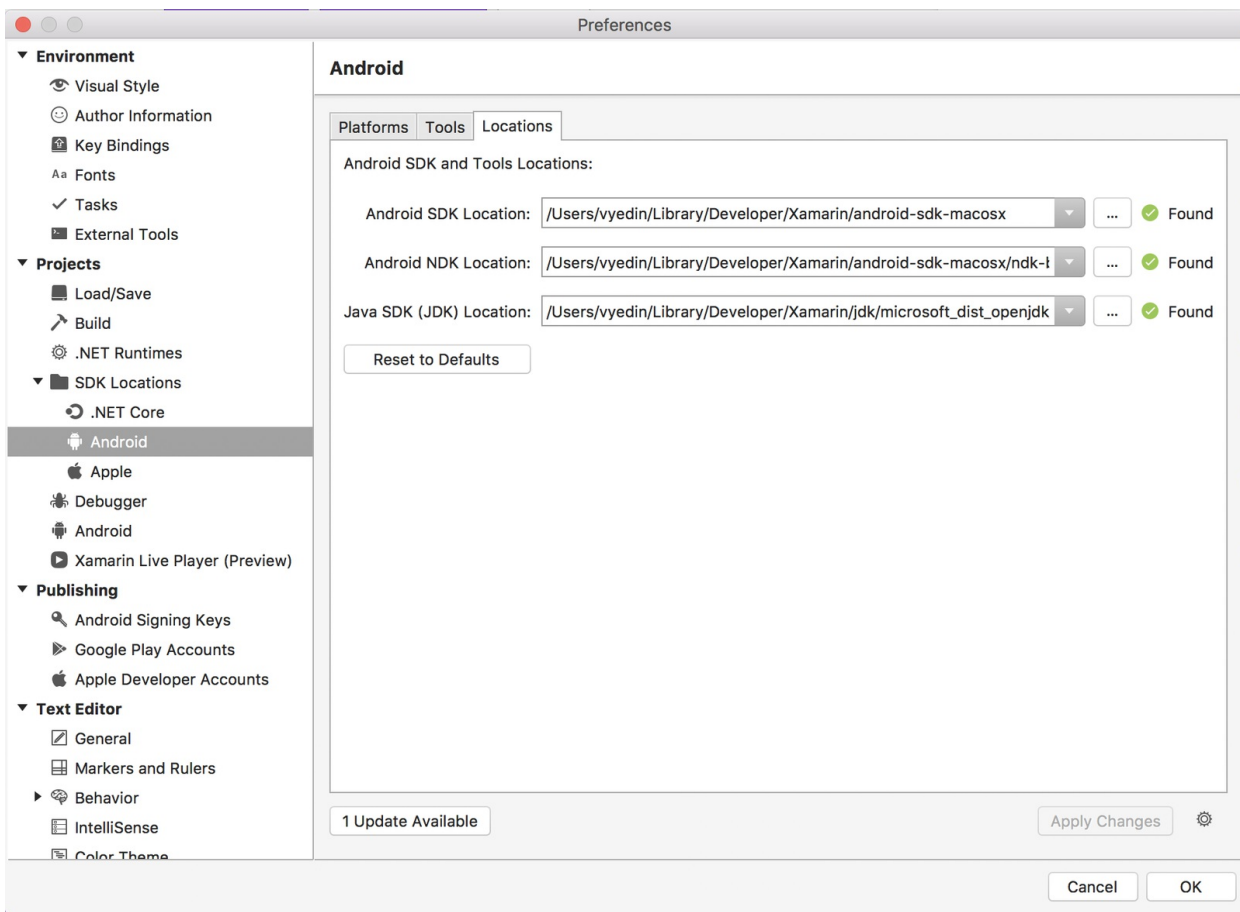 Preferences
Environment
Visual Style
Author Information
Key Bindings
Aa Fonts
Tasks
External Tools
Projects
Load/Save
Build
.NET Runtimes
SDK Locations
.NET Core
Android
Apple
Debugger
Android
Xamarin Live Player (Preview)
Publishing
Android Signing Keys
Google Play Accounts
Apple Developer Accounts
Text Editor
General
Markers and Rulers
Behavior
IntelliSense
Color Theme
Android
Platforms Tools Locations
Android SDK and Tools Locations:
Android SDK Location: /Users/vyedin/Library/Developer/Xamarin/android-sdk-macosx ... Found
Android NDK Location: /Users/vyedin/Library/Developer/Xamarin/android-sdk-macosx/ndk- ... Found
Java SDK (JDK) Location: /Users/vyedin/Library/Developer/Xamarin/jdk/microsoft_dist_openjdk ... Found
Reset to Defaults
1 Update Available Apply Changes
Cancel OK